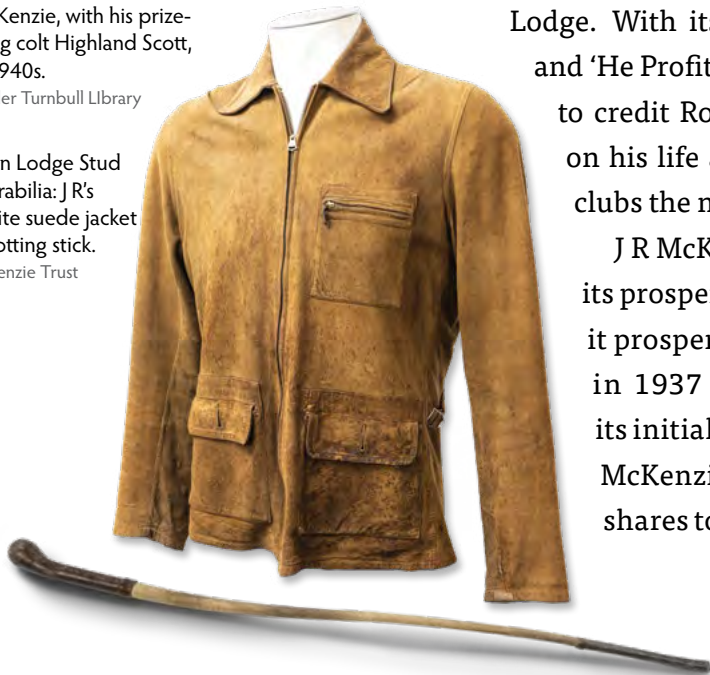 Kenzie, with his prize-
g colt Highland Scott,
940s.
er Turnbull LIbrary
n Lodge Stud
rabilia: J R's
ite suede jacket
otting stick.
enzie Trust
Lodge. With its
and ‘He Profit
to credit Ro
on his life a
clubs the m
J R McK
its prosper
it prosper
in 1937
its initial
McKenzi
shares to